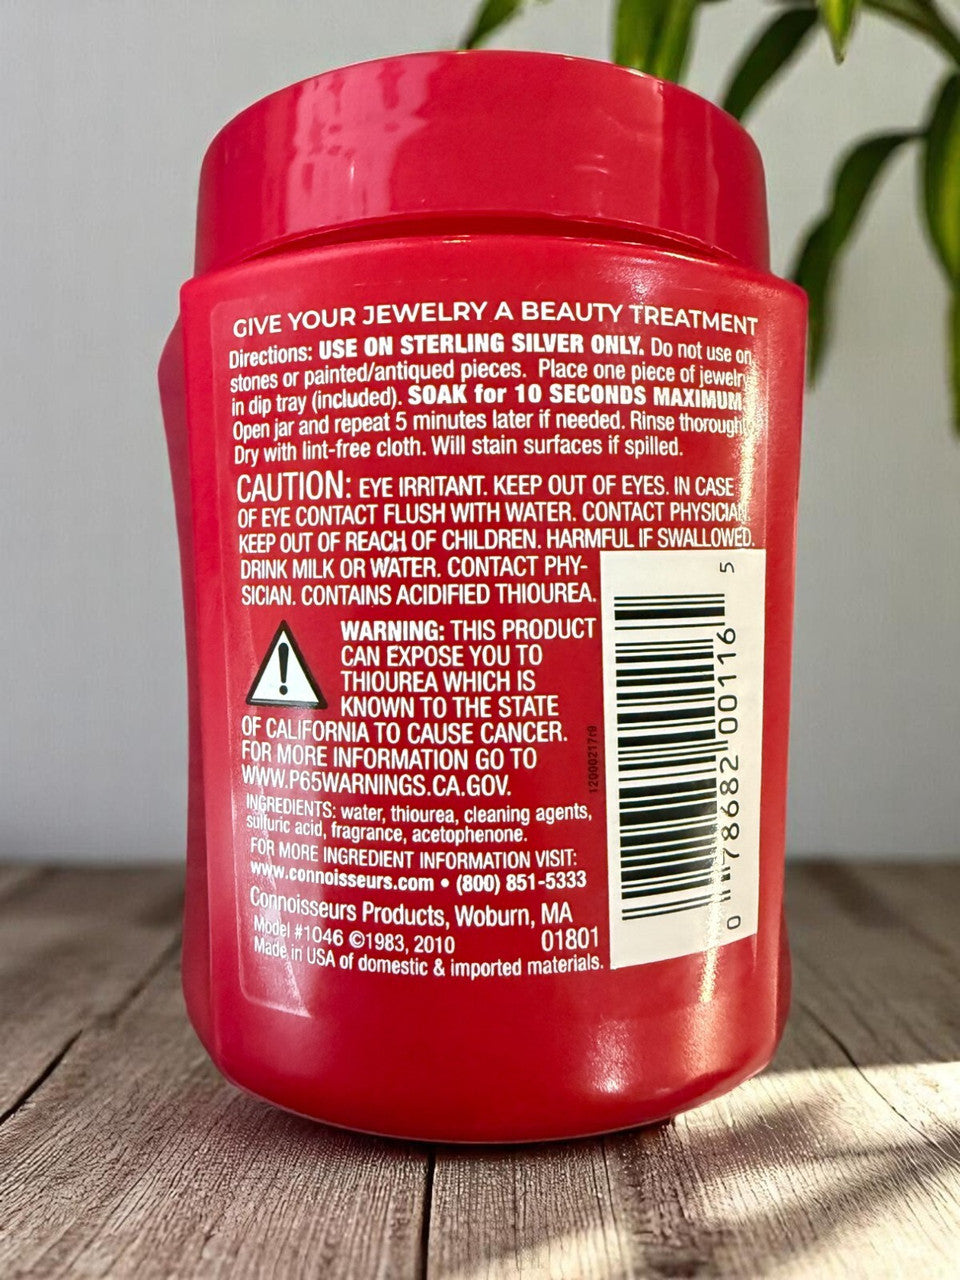 GIVE YOUR JEWELRY A BEAUTY TREATMENT
Directions: USE ON STERLING SILVER ONLY. Do not use on
stones or painted/antiqued pieces. Place one piece of jewelry
in dip tray (included). SOAK for 10 SECONDS MAXIMUM.
Open jar and repeat 5 minutes later if needed. Rinse
Dry with lint-free cloth. Will stain surfaces if spilled.
CAUTION: EYE IRRITANT. KEEP OUT OF EYES. IN CASE
OF EYE CONTACT FLUSH WITH WATER. CONTACT PHYSICIAN.
KEEP OUT OF REACH OF CHILDREN. HARMFUL IF SWALLOWED.
DRINK MILK OR WATER. CONTACT PHY-
SICIAN. CONTAINS ACIDIFIED THIOUREA.
WARNING: THIS PRODUCT
CAN EXPOSE YOU TO
THIOUREA WHICH IS
KNOWN TO THE STATE
OF CALIFORNIA TO CAUSE CANCER.
FOR MORE INFORMATION GO TO
WWW.P65WARNINGS.CA.GOV.
INGREDIENTS: water, thiourea, cleaning agents,
sulfuric acid, fragrance, acetophenone.
FOR MORE INGREDIENT INFORMATION VISIT:
www.connoisseurs.com • (800) 851-5333
Connoisseurs Products, Woburn, MA
01801
Model #1046 ©1983, 2010
Made in USA of domestic & imported materials.
12000217r9
0 78682 00116 5